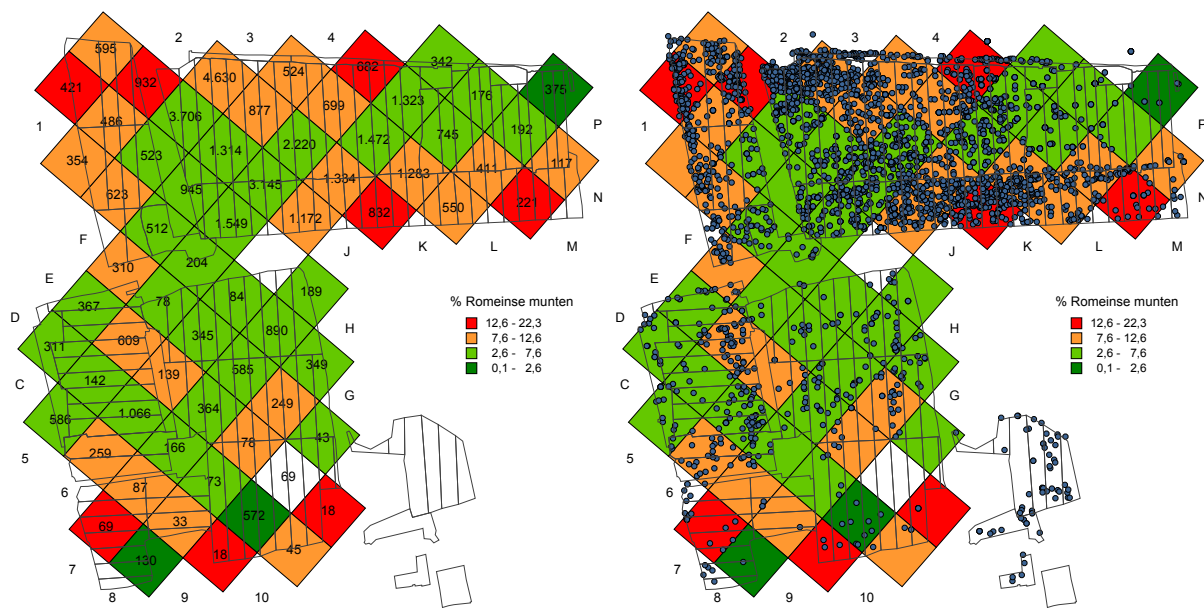 2 3 4
595
421
932
4.630
524
682
342
375
1
486
3.706
877
699
1.323
176
P
354
523
1.314
2.220
1.472
745
192
623
945
3.145
1.334
1.283
411
117
N
F
512
1.549
1.172
832
550
221
204
J
K
L
M
E
310
D
367
78
84
189
311
609
345
890
H
C
142
139
585
349
586
1.066
364
249
G
5
259
166
78
43
6
87
73
69
69
33
572
18
7
130
18
45
8
9
10
% Romeinse munten
12,6 - 22,3
7,6 - 12,6
2,6 - 7,6
0,1 - 2,6
2 3 4
1
P
N
F
J
K
L
M
E
D
H
C
G
5
6
7
8
9
10
% Romeinse munten
12,6 - 22,3
7,6 - 12,6
2,6 - 7,6
0,1 - 2,6